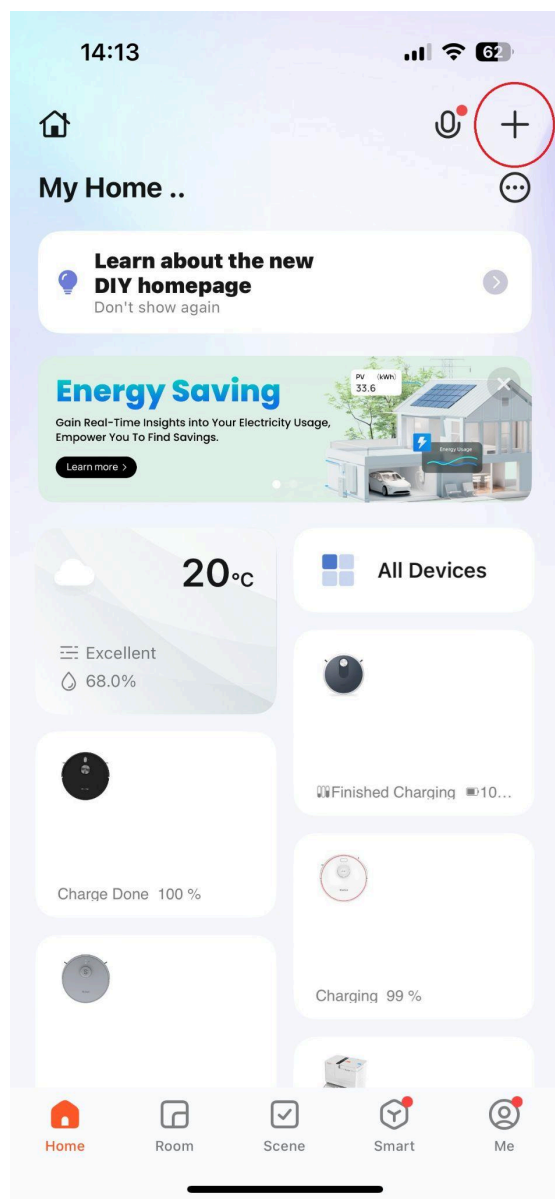 14:13
62
My Home ..
Learn about the new
DIY homepage
Don't show again
Energy Saving
Gain Real-Time Insights into Your Electricity Usage,
Empower You To Find Savings.
Learn more >
PV (kWh)
33.6
Energy Usage
20°C
Excellent
68.0%
All Devices
Finished Charging 10...
Charge Done 100 %
Charging 99 %
Home
Room
Scene
Smart
Me